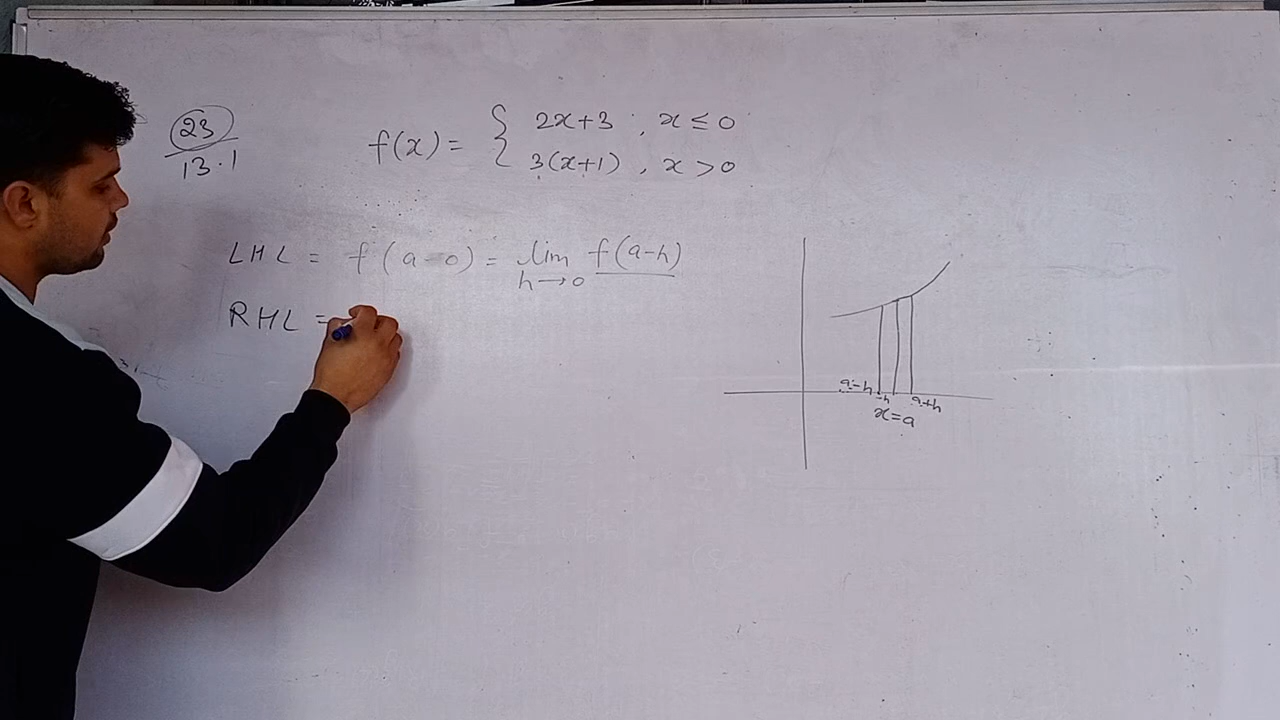 23
13.1
f(x) = { 2x+3 , x ≤ 0
3(x+1) , x > 0
LHL = f(a-0) = lim f(a-h)
h→0
RHL =
a-h -h a+h
x=a